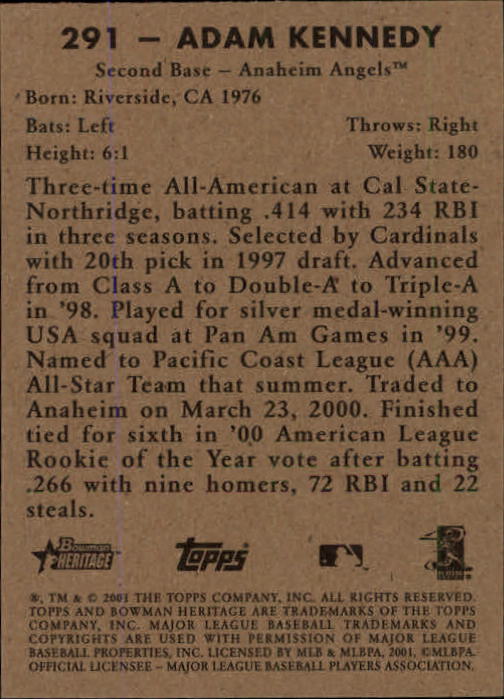 291 – ADAM KENNEDY
Second Base – Anaheim Angels™
Born: Riverside, CA 1976
Bats: Left Throws: Right
Height: 6:1 Weight: 180
Three-time All-American at Cal State-
Northridge, batting .414 with 234 RBI
in three seasons. Selected by Cardinals
with 20th pick in 1997 draft. Advanced
from Class A to Double-A to Triple-A
in '98. Played for silver medal-winning
USA squad at Pan Am Games in '99.
Named to Pacific Coast League (AAA)
All-Star Team that summer. Traded to
Anaheim on March 23, 2000. Finished
tied for sixth in '00 American League
Rookie of the Year vote after batting
.266 with nine homers, 72 RBI and 22
steals.
Bowman
HERITAGE
Topps
®, TM & © 2001 THE TOPPS COMPANY, INC. ALL RIGHTS RESERVED.
TOPPS AND BOWMAN HERITAGE ARE TRADEMARKS OF THE TOPPS
COMPANY, INC. MAJOR LEAGUE BASEBALL TRADEMARKS AND
COPYRIGHTS ARE USED WITH PERMISSION OF MAJOR LEAGUE
BASEBALL PROPERTIES, INC. LICENSED BY MLB & MLBPA, 2001, ©MLBPA.
OFFICIAL LICENSEE – MAJOR LEAGUE BASEBALL PLAYERS ASSOCIATION.